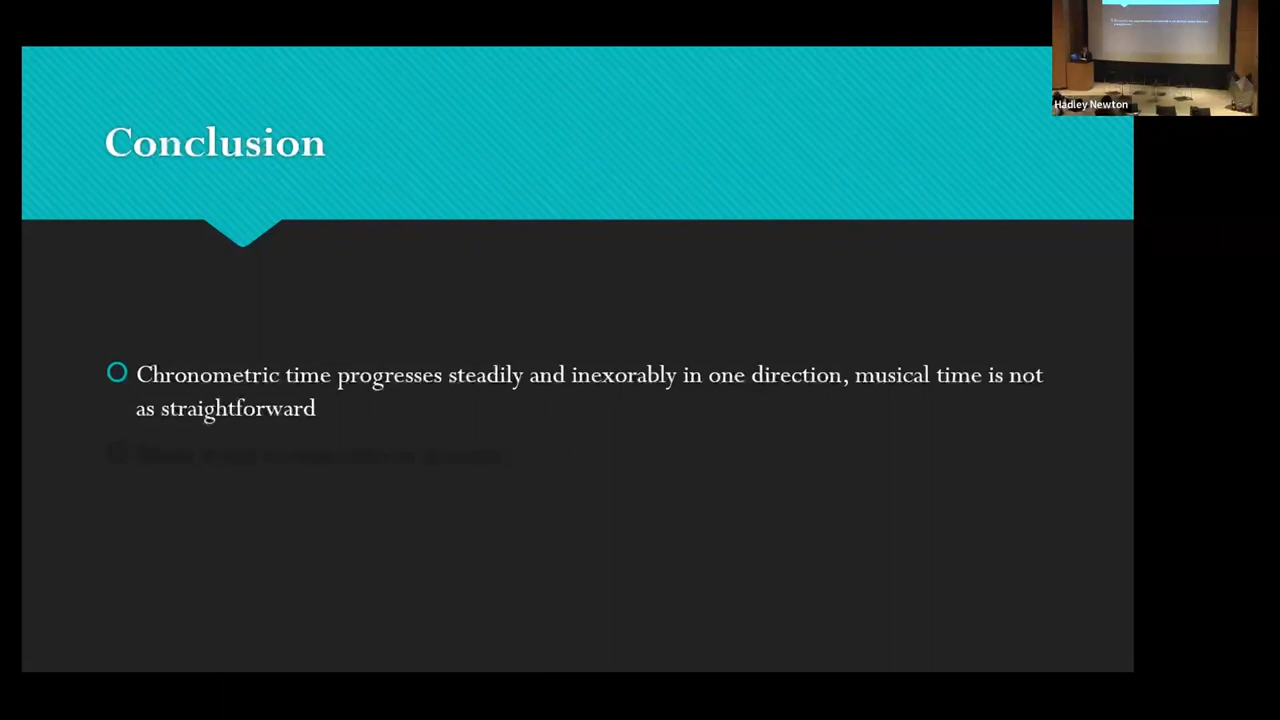 Hadley Newton
Conclusion
Chronometric time progresses steadily and inexorably in one direction, musical time is not
as straightforward